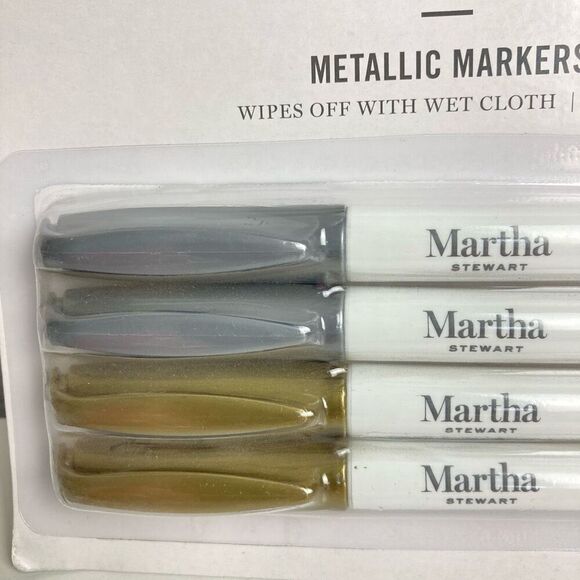 METALLIC MARKERS
WIPES OFF WITH WET CLOTH |
Martha
STEWART
Martha
STEWART
Martha
STEWART
Martha
STEWART